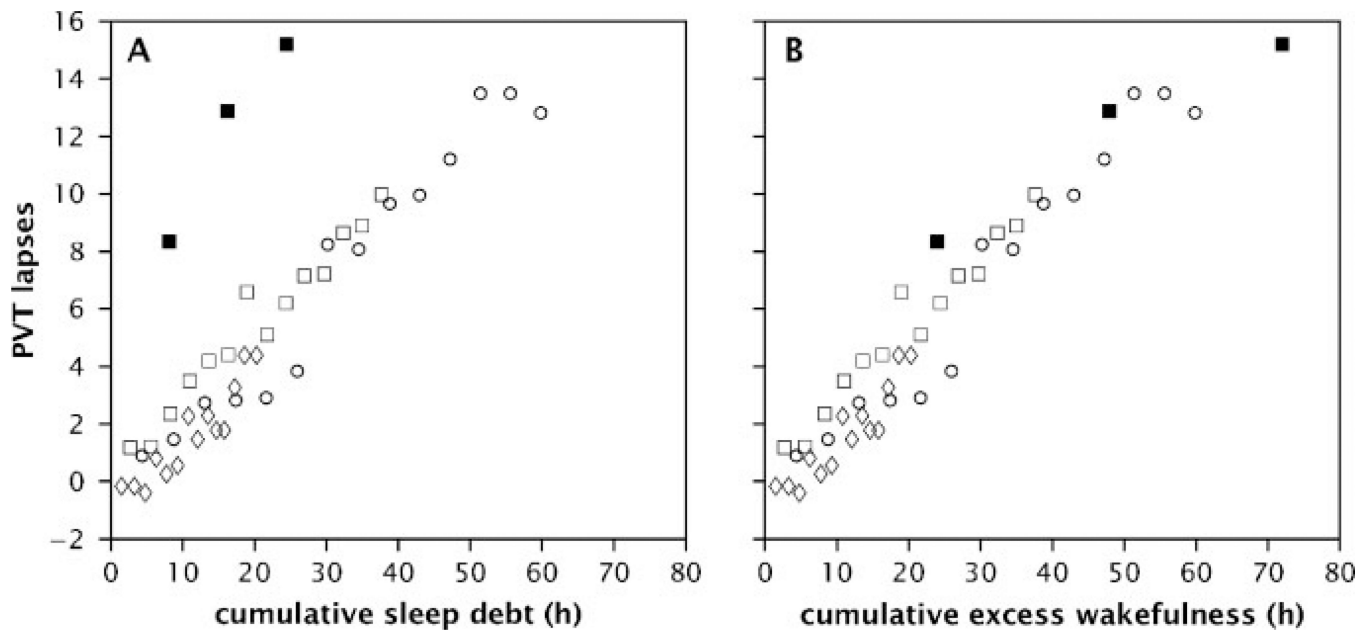 A
B
16
14
12
10
8
6
4
2
0
−2
PVT lapses
0 10 20 30 40 50 60 70 80
0 10 20 30 40 50 60 70 80
cumulative sleep debt (h)
cumulative excess wakefulness (h)